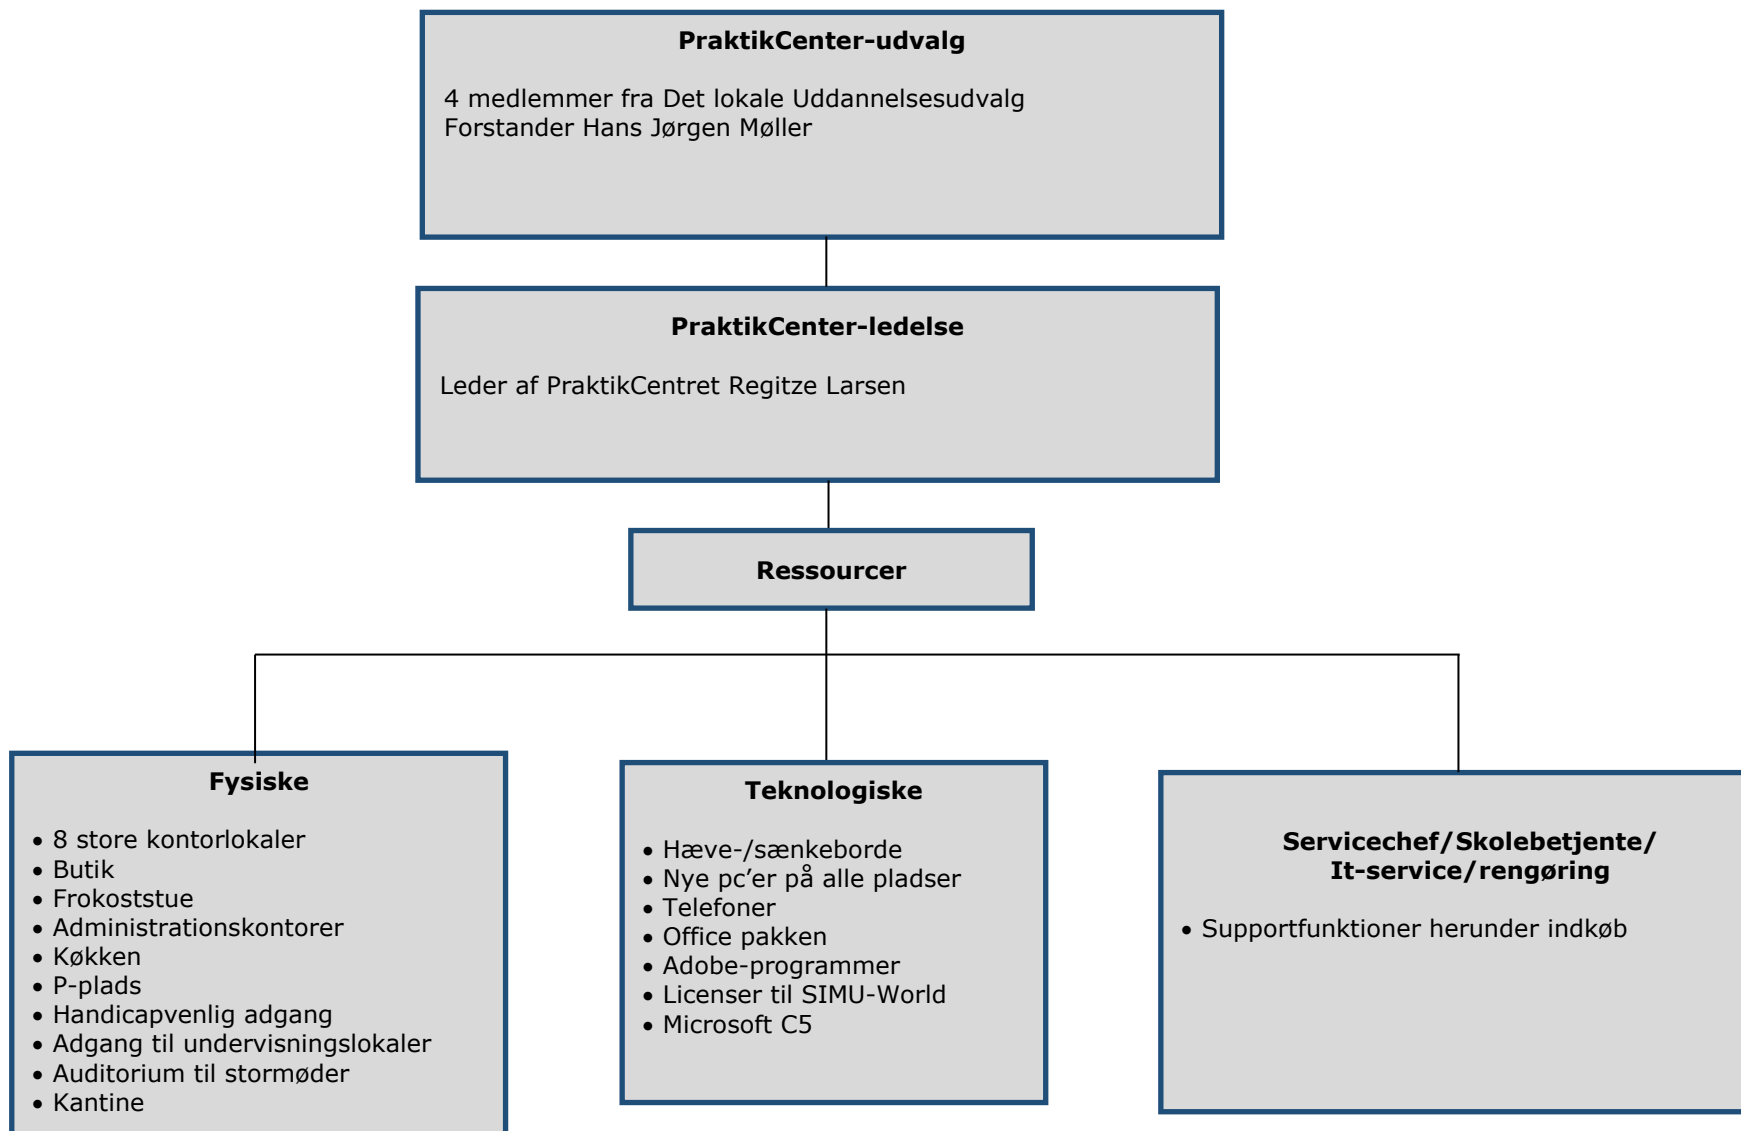 PraktikCenter-udvalg
4 medlemmer fra Det lokale Uddannelsesudvalg
Forstander Hans Jørgen Møller
PraktikCenter-ledelse
Leder af PraktikCentret Regitze Larsen
Ressourcer
Fysiske
• 8 store kontorlokaler
• Butik
• Frokoststue
• Administrationskontorer
• Køkken
• P-plads
• Handicapvenlig adgang
• Adgang til undervisningslokaler
• Auditorium til stormøder
• Kantine
Teknologiske
• Hæve-/sænkeborde
• Nye pc’er på alle pladser
• Telefoner
• Office pakken
• Adobe-programmer
• Licenser til SIMU-World
• Microsoft C5
Servicechef/Skolebetjente/
It-service/rengøring
• Supportfunktioner herunder indkøb